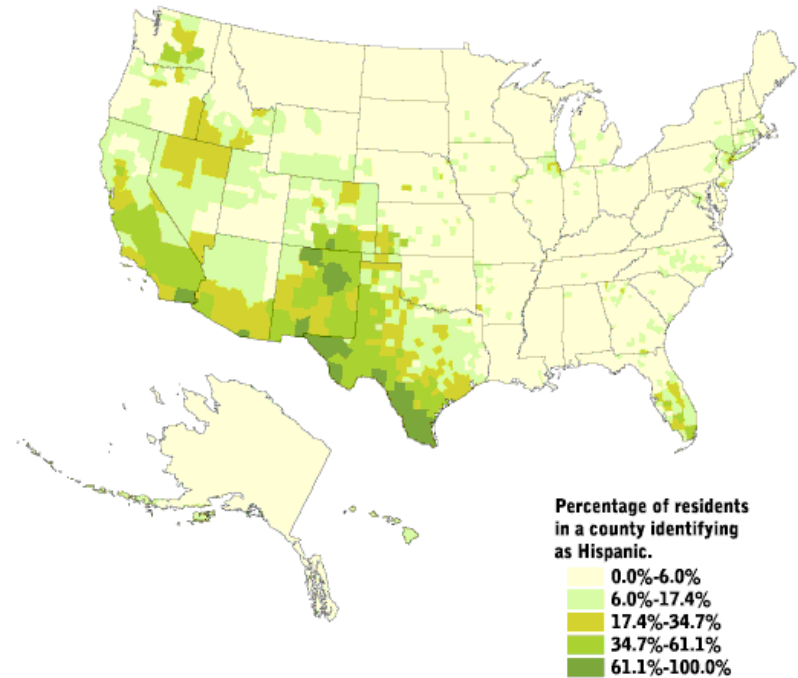 Percentage of residents
in a county identifying
as Hispanic.
0.0%-6.0%
6.0%-17.4%
17.4%-34.7%
34.7%-61.1%
61.1%-100.0%